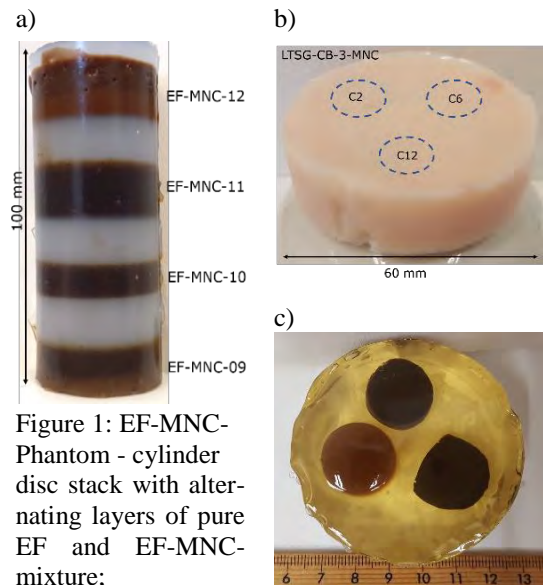 a)
100 mm
EF-MNC-12
EF-MNC-11
EF-MNC-10
EF-MNC-09
Figure 1: EF-MNC-
Phantom - cylinder
disc stack with alter-
nating layers of pure
EF and EF-MNC-
mixture;
b)
LTSG-CB-3-MNC
C2
C6
C12
60 mm
c)
6 7 8 9 10 11 12 13